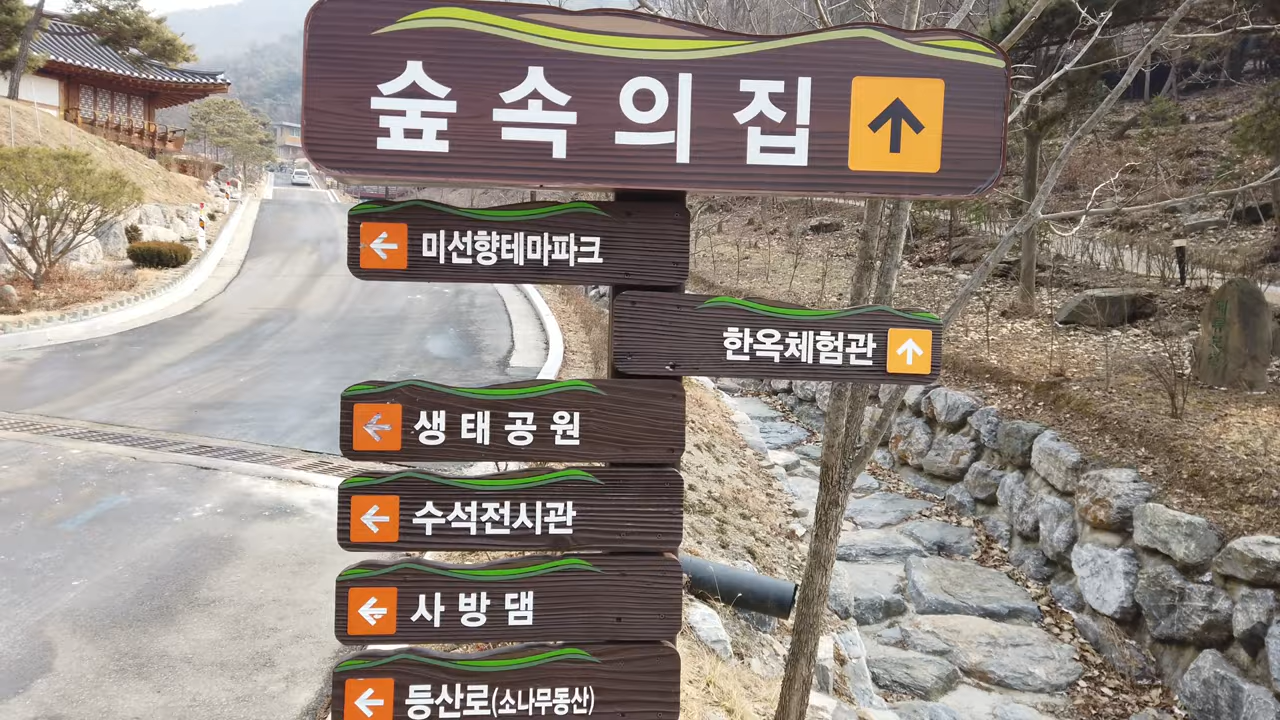 숲속의집
미선향테마파크
한옥체험관
생태공원
수석전시관
사방댐
등산로(소나무동산)